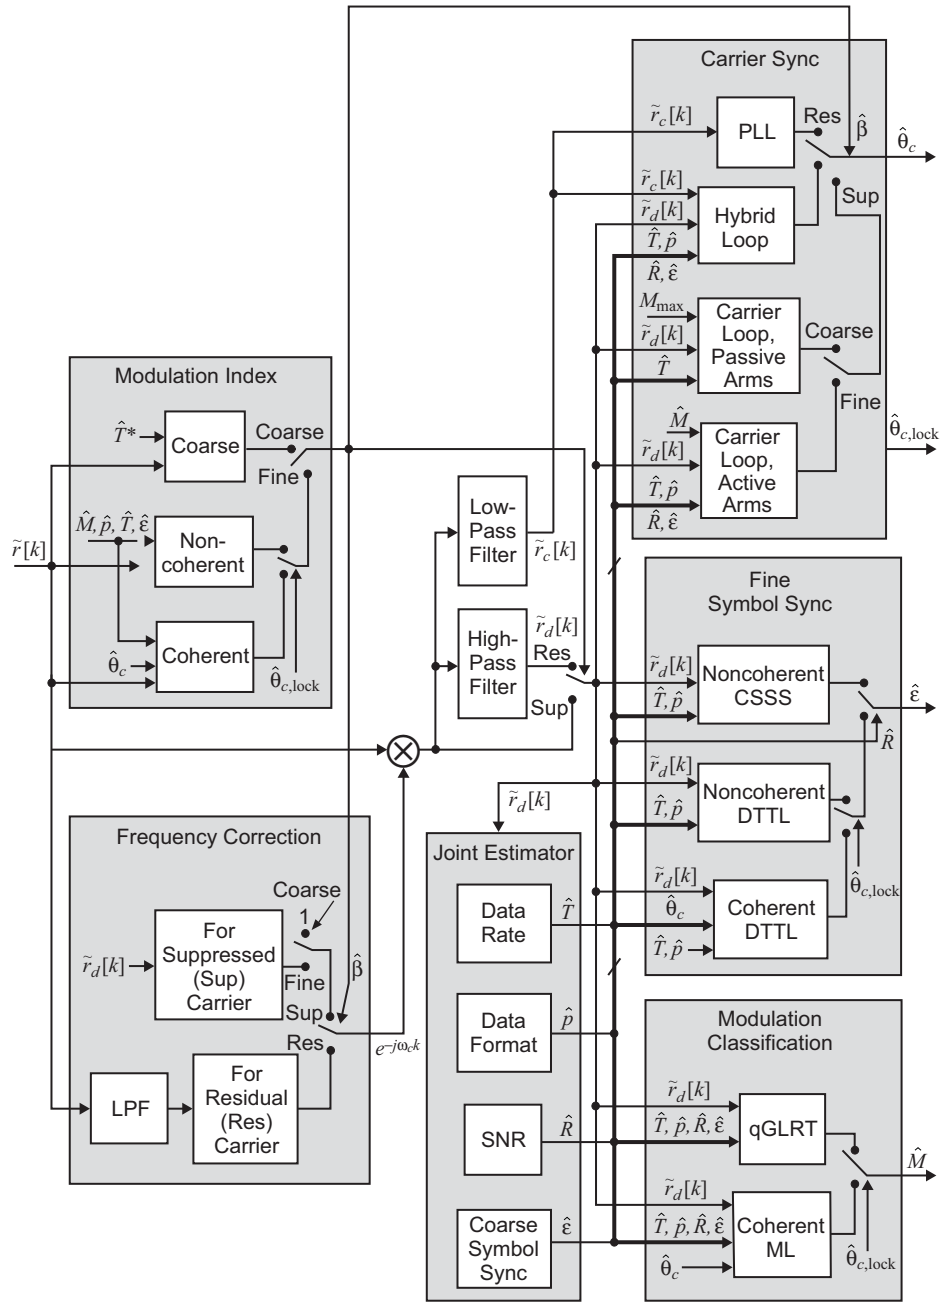 Carrier Sync
r̃c[k]
PLL
Res
β̂
θ̂c
r̃c[k]
r̃d[k]
T̂, p̂
R̂, ε̂
Hybrid
Loop
Sup
Mmax
r̃d[k]
T̂
Carrier
Loop,
Passive
Arms
Coarse
Fine
M̂
r̃d[k]
T̂, p̂
R̂, ε̂
Carrier
Loop,
Active
Arms
θ̂c,lock
Modulation Index
T̂*
Coarse
Coarse
Fine
M̂, p̂, T̂, ε̂
r̃[k]
Non-
coherent
θ̂c
Coherent
θ̂c,lock
Low-
Pass
Filter
r̃c[k]
High-
Pass
Filter
r̃d[k]
Res
Sup
Fine
Symbol Sync
r̃d[k]
T̂, p̂
Noncoherent
CSSS
ε̂
R̂
r̃d[k]
T̂, p̂
Noncoherent
DTTL
θ̂c,lock
r̃d[k]
θ̂c
T̂, p̂
Coherent
DTTL
Frequency Correction
Coarse
1
r̃d[k]
For
Suppressed
(Sup)
Carrier
Fine
β̂
Sup
Res
e−jωck
LPF
For
Residual
(Res)
Carrier
r̃d[k]
Joint Estimator
Data
Rate
T̂
Data
Format
p̂
SNR
R̂
Coarse
Symbol
Sync
ε̂
Modulation
Classification
r̃d[k]
T̂, p̂, R̂, ε̂
qGLRT
M̂
r̃d[k]
T̂, p̂, R̂, ε̂
θ̂c
Coherent
ML
θ̂c,lock